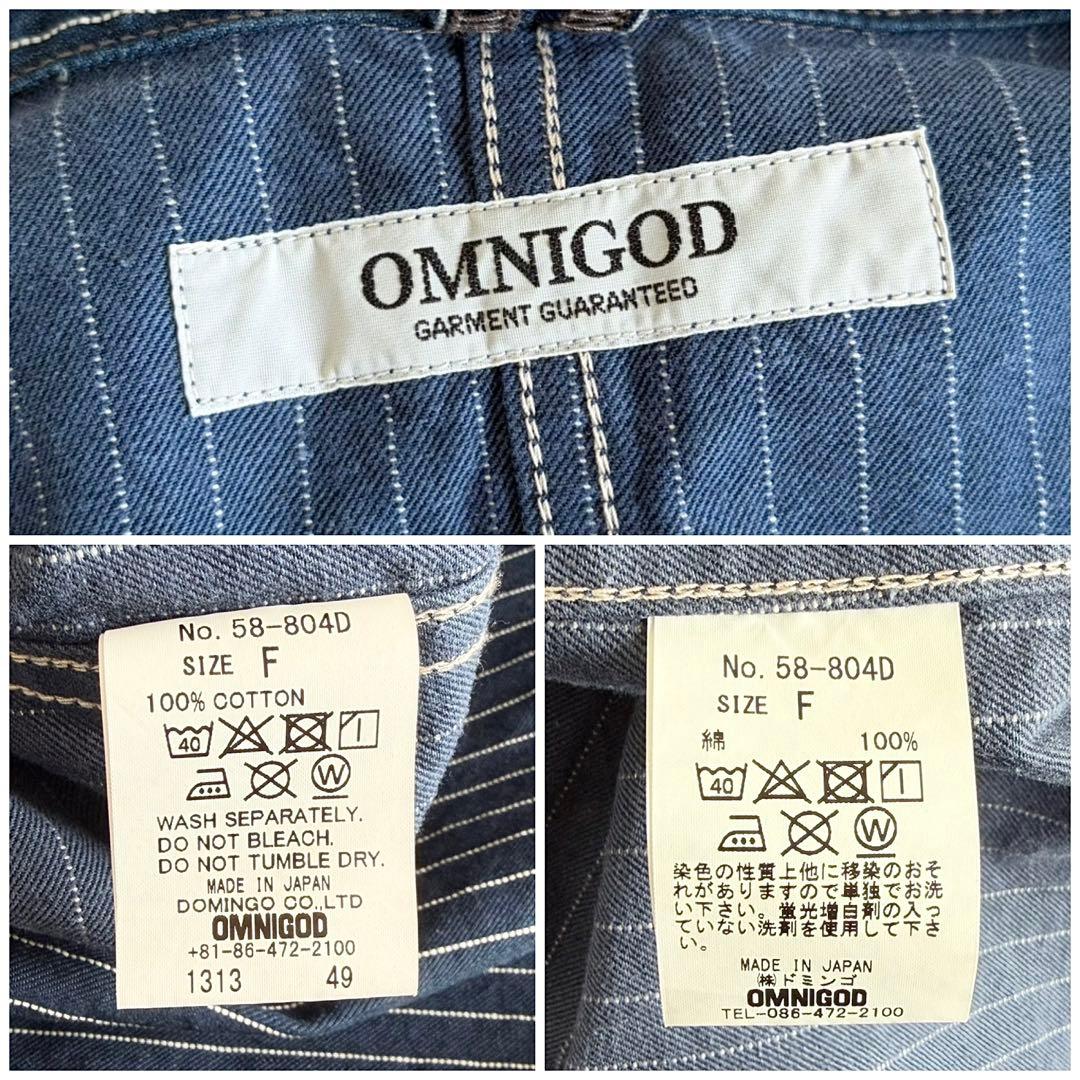 OMNIGOD
GARMENT GUARANTEED
No. 58-804D
SIZE F
100% COTTON
40
W
WASH SEPARATELY.
DO NOT BLEACH.
DO NOT TUMBLE DRY.
MADE IN JAPAN
DOMINGO CO.,LTD
OMNIGOD
+81-86-472-2100
1313 49
No. 58-804D
SIZE F
綿 100%
40
W
染色の性質上他に移染のおそ
れがありますので単独でお洗
い下さい。蛍光増白剤の入っ
ていない洗剤を使用して下さ
い。
MADE IN JAPAN
㈱ドミンゴ
OMNIGOD
TEL-086-472-2100